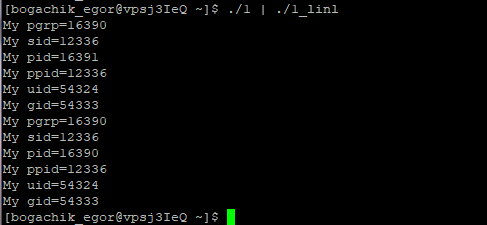 [bogachik_egor@vpsj3IeQ ~]$ ./1 | ./1_linl
My pgrp=16390
My sid=12336
My pid=16391
My ppid=12336
My uid=54324
My gid=54333
My pgrp=16390
My sid=12336
My pid=16390
My ppid=12336
My uid=54324
My gid=54333
[bogachik_egor@vpsj3IeQ ~]$